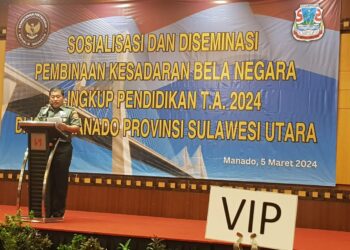 SOSIALISASI DAN DISEMINASI
PEMBINAAN KESADARAN BELA NEGARA
LINGKUP PENDIDIKAN T.A. 2024
MANADO PROVINSI SULAWESI UTARA
Manado, 5 Maret 2024
VIP